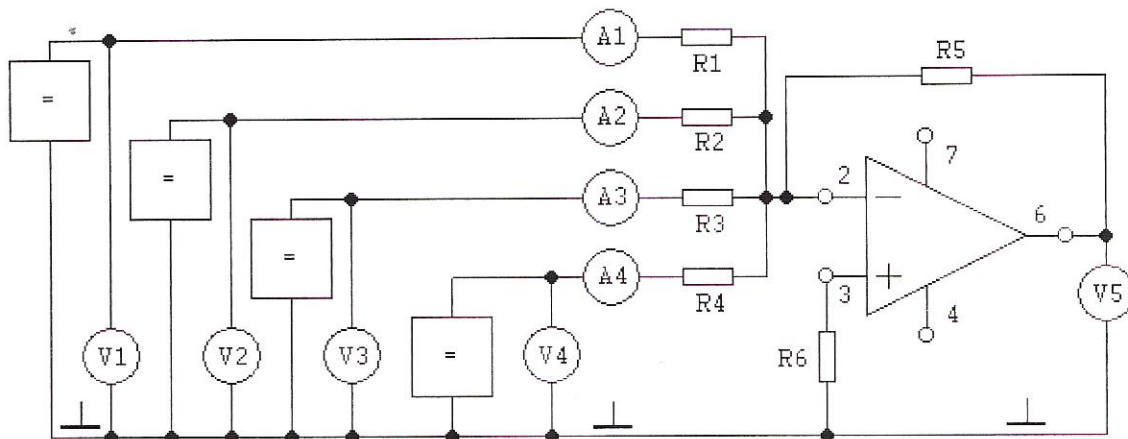 A1
R1
R5
=
A2
R2
7
=
A3
R3
2
−
6
=
A4
R4
3
+
4
V5
V1
V2
V3
=
V4
R6